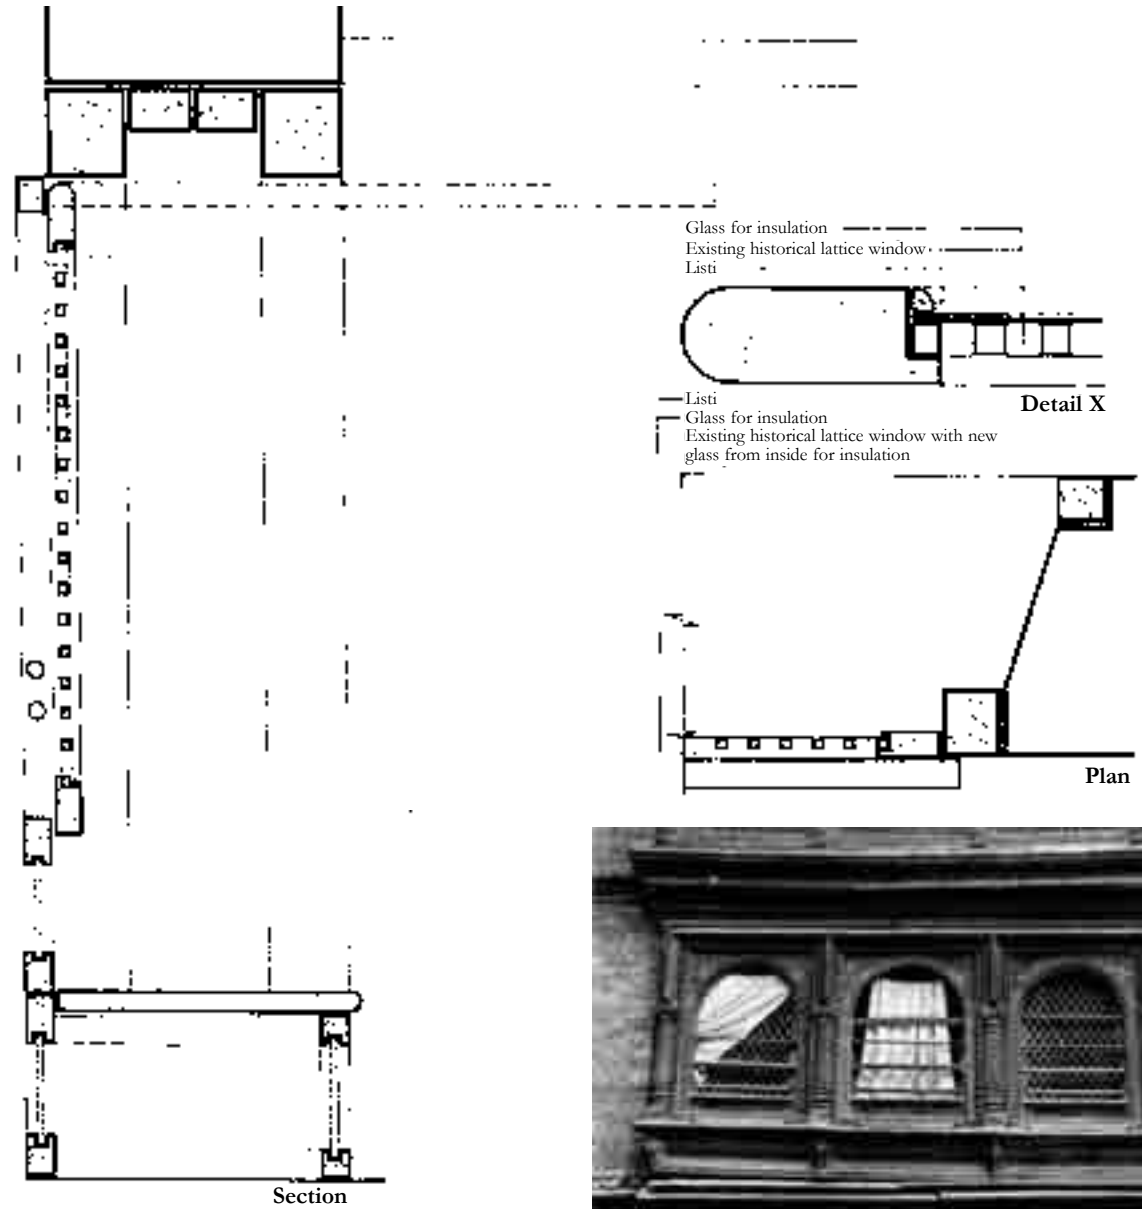 Glass for insulation
Existing historical lattice window
Listi
Detail X
Listi
Glass for insulation
Existing historical lattice window with new
glass from inside for insulation
Plan
Section